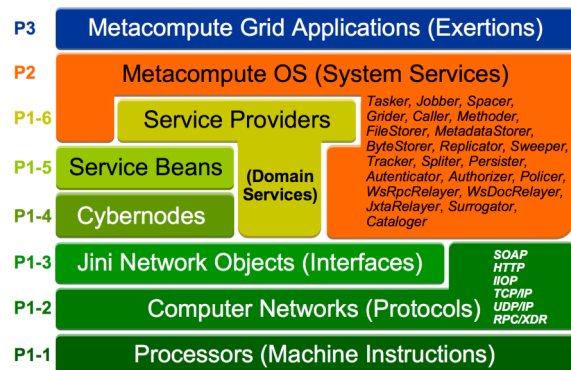 P3 Metacompute Grid Applications (Exertions)
P2 Metacompute OS (System Services)
Tasker, Jobber, Spacer,
Grider, Caller, Methoder,
FileStorer, MetadataStorer,
ByteStorer, Replicator, Sweeper,
Tracker, Spliter, Persister,
Autenticator, Authorizer, Policer,
WsRpcRelayer, WsDocRelayer,
JxtaRelayer, Surrogator,
Cataloger
P1-6 Service Providers
(Domain
Services)
P1-5 Service Beans
P1-4 Cybernodes
P1-3 Jini Network Objects (Interfaces)
P1-2 Computer Networks (Protocols)
SOAP
HTTP
IIOP
TCP/IP
UDP/IP
RPC/XDR
P1-1 Processors (Machine Instructions)